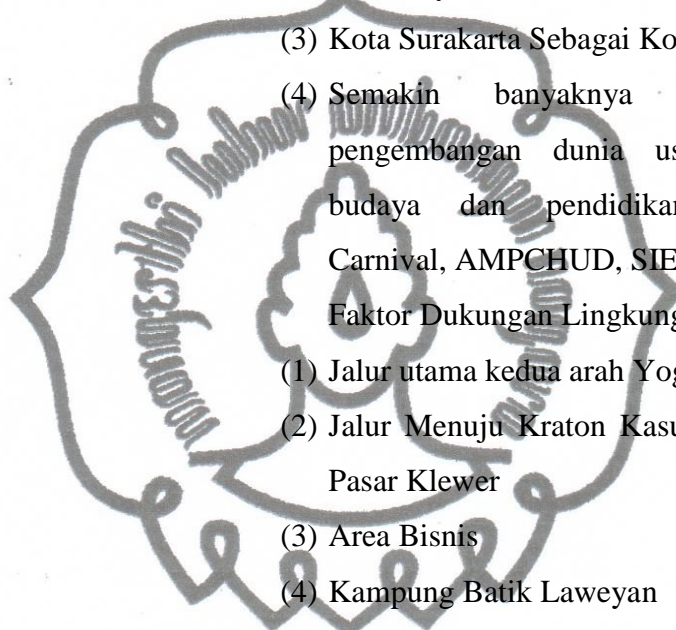 (3) Kota Surakarta Sebagai Ko
(4) Semakin banyaknya
pengembangan dunia us
budaya dan pendidikan
Carnival, AMPCHUD, SIE
Faktor Dukungan Lingkung
(1) Jalur utama kedua arah Yog
(2) Jalur Menuju Kraton Kasu
Pasar Klewer
(3) Area Bisnis
(4) Kampung Batik Laweyan